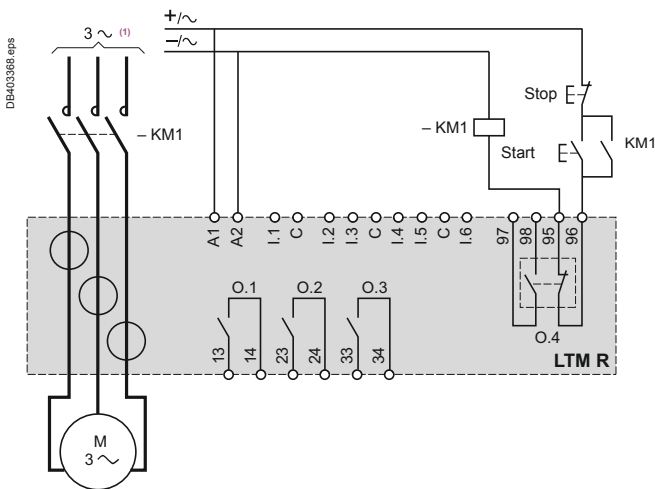 DB403368.eps
3 ~ (1)
+/~
−/~
– KM1
– KM1
Stop
Start
KM1
A1 A2 I.1 C I.2 I.3 C I.4 I.5 C I.6 97 98 95 96
O.1 O.2 O.3
O.4
13 14 23 24 33 34
LTM R
M
3 ~